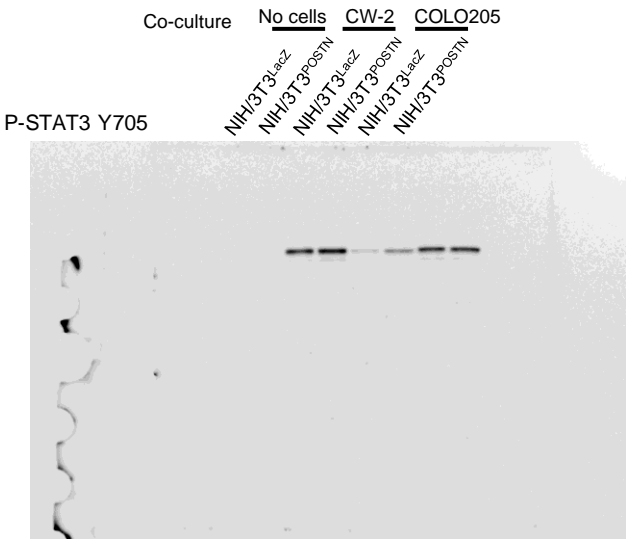 Co-culture No cells CW-2 COLO205
NIH/3T3LacZ NIH/3T3POSTN NIH/3T3LacZ NIH/3T3POSTN NIH/3T3LacZ NIH/3T3POSTN
P-STAT3 Y705